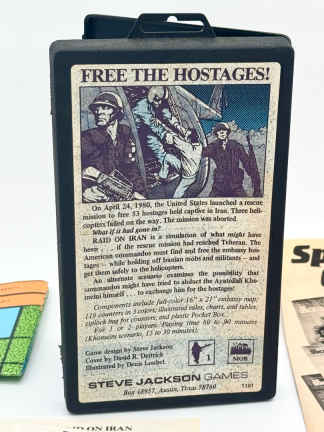 FREE THE HOSTAGES!
On April 24, 1980, the United States launched a rescue
mission to free 53 hostages held captive in Iran. Three heli-
copters failed on the way. The mission was aborted.
What if it had gone in?
RAID ON IRAN is a simulation of what might have
been . . . if the rescue mission had reached Teheran. The
American commandos must find and free the embassy hos-
tages – while holding off Iranian mobs and militants – and
get them safely to the helicopters.
An alternate scenario examines the possibility that
commandos might have tried to abduct the Ayatollah Kho-
meini himself . . . to exchange him for the hostages!
Components include full-color 16" x 21" embassy map;
119 counters in 3 colors; illustrated rules, charts, and tables;
ziplock bag for counters; and plastic Pocket Box.
For 1 or 2 players. Playing time 60 to 90 minutes
(Khomeini scenario, 15 to 30 minutes).
Game design by Steve Jackson.
Cover by David R. Deitrick
Illustrated by Denis Loubet.
1
STEVE JACKSON GAMES
Box 18957, Austin, Texas 78760
RAID ON IRAN
Sp